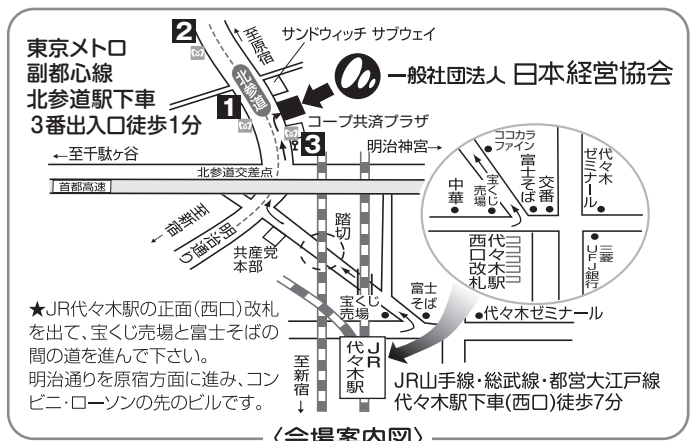 東京メトロ
副都心線
北参道駅下車
3番出入口徒歩1分
2
至原宿
サンドウィッチ サブウェイ
北参道
一般社団法人 日本経営協会
1
3
コープ共済プラザ
←至千駄ヶ谷
明治神宮→
北参道交差点
首都高速
至新宿
明治通り
共産党
本部
踏切
宝くじ
売場
富士
そば
代々木ゼミナール
JR
代々木駅
至新宿
ココカラ
ファイン
中華
宝くじ
売場
富士そば
交番
代々木
ゼミナール
代々木駅
西口改札
三菱
UFJ銀行
★JR代々木駅の正面(西口)改札
を出て、宝くじ売場と富士そばの
間の道を進んで下さい。
明治通りを原宿方面に進み、コン
ビニ・ローソンの先のビルです。
JR山手線・総武線・都営大江戸線
代々木駅下車(西口)徒歩7分
〈会場案内図〉